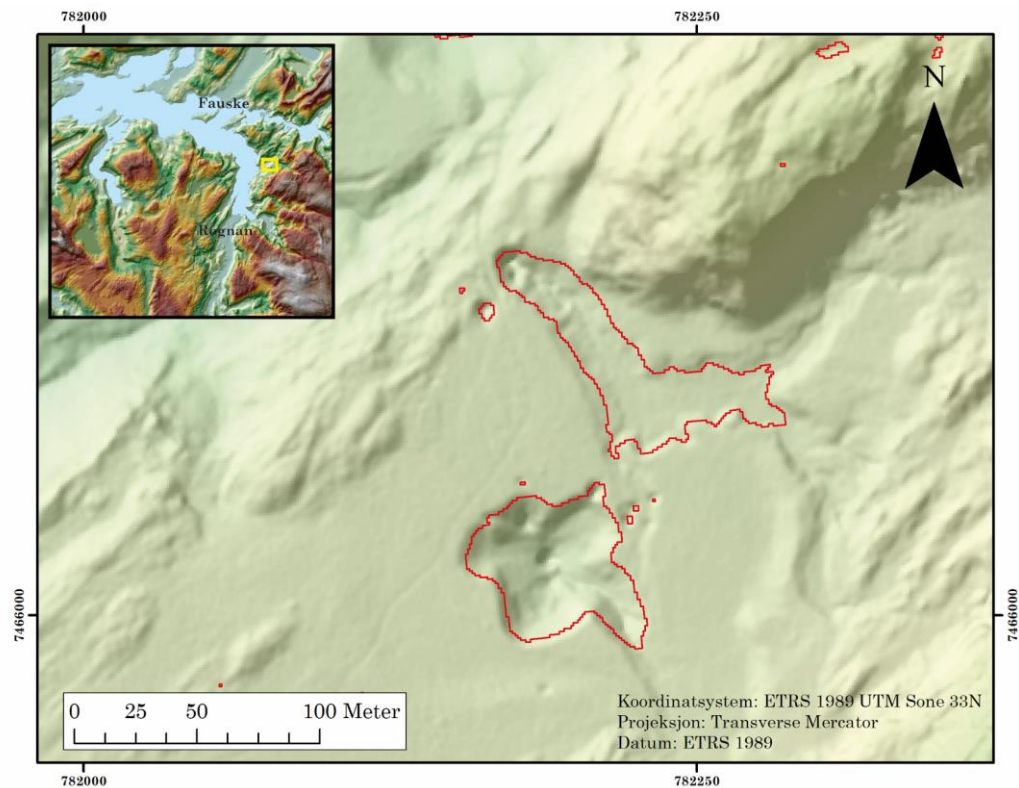 782000
782250
Fauske
Rognan
N
7466000
7466000
0 25 50 100 Meter
Koordinatsystem: ETRS 1989 UTM Sone 33N
Projeksjon: Transverse Mercator
Datum: ETRS 1989
782000
782250